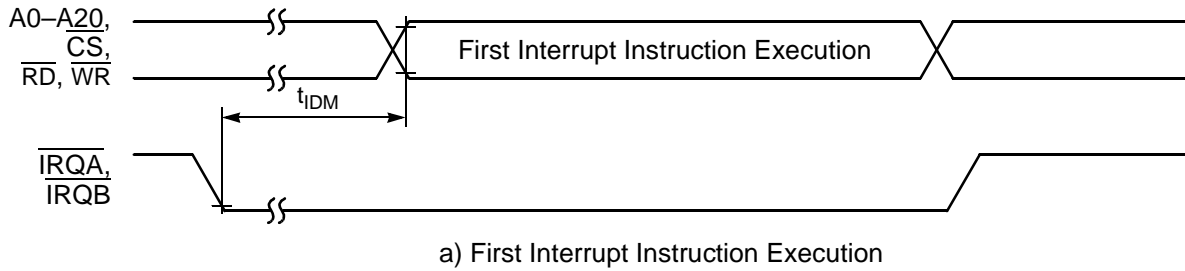 A0–A20,
CS,
RD, WR
First Interrupt Instruction Execution
tIDM
IRQA,
IRQB
a) First Interrupt Instruction Execution